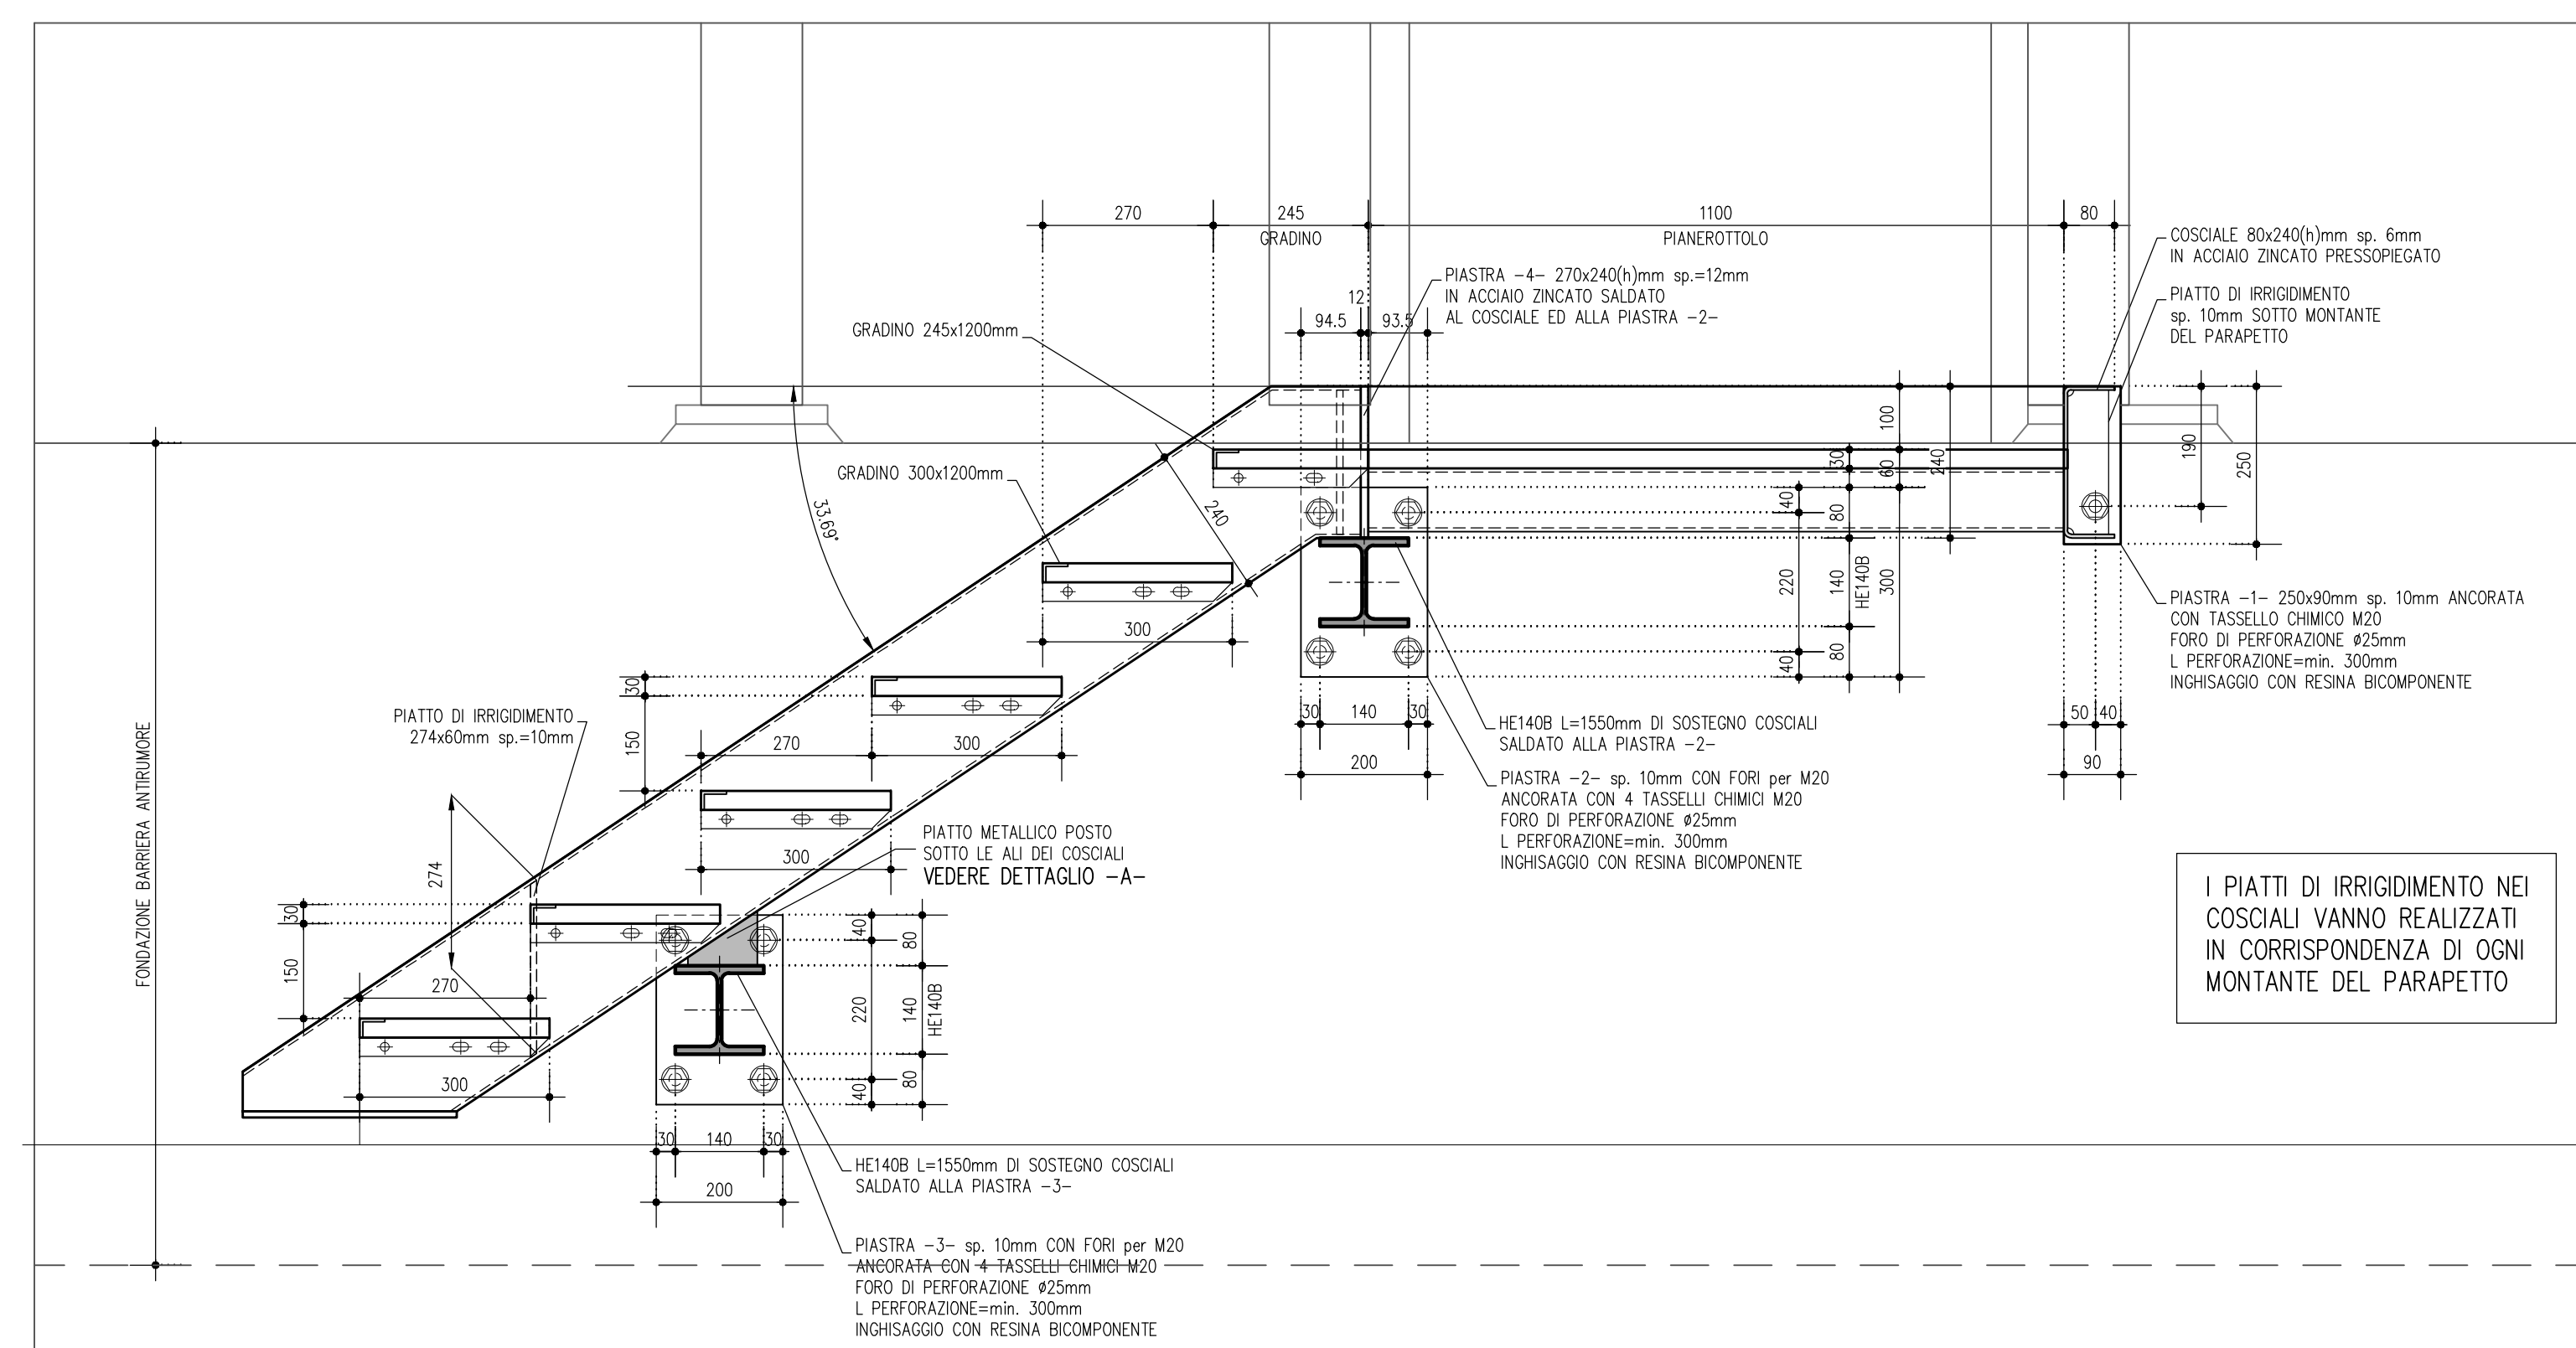 270
245
1100
80
GRADINO
PIANEROTTOLO
COSCIALE 80x240(h)mm sp. 6mm
IN ACCIAIO ZINCATO PRESSOPIEGATO
PIASTRA -4- 270x240(h)mm sp.=12mm
IN ACCIAIO ZINCATO SALDATO
AL COSCIALE ED ALLA PIASTRA -2-
12
94.5
93.5
PIATTO DI IRRIGIDIMENTO
sp. 10mm SOTTO MONTANTE
DEL PARAPETTO
GRADINO 245x1200mm
GRADINO 300x1200mm
33.69°
240
100
30
60
240
190
250
40
80
220
140
HE140B
300
40
80
300
PIASTRA -1- 250x90mm sp. 10mm ANCORATA
CON TASSELLO CHIMICO M20
FORO DI PERFORAZIONE ø25mm
L PERFORAZIONE=min. 300mm
INGHISAGGIO CON RESINA BICOMPONENTE
50
40
90
30
140
30
200
HE140B L=1550mm DI SOSTEGNO COSCIALI
SALDATO ALLA PIASTRA -2-
PIASTRA -2- sp. 10mm CON FORI per M20
ANCORATA CON 4 TASSELLI CHIMICI M20
FORO DI PERFORAZIONE ø25mm
L PERFORAZIONE=min. 300mm
INGHISAGGIO CON RESINA BICOMPONENTE
30
150
PIATTO DI IRRIGIDIMENTO
274x60mm sp.=10mm
270
300
300
FONDAZIONE BARRIERA ANTIRUMORE
PIATTO METALLICO POSTO
SOTTO LE ALI DEI COSCIALI
VEDERE DETTAGLIO -A-
274
30
150
270
300
40
80
220
140
HE140B
40
80
30
140
30
200
HE140B L=1550mm DI SOSTEGNO COSCIALI
SALDATO ALLA PIASTRA -3-
PIASTRA -3- sp. 10mm CON FORI per M20
ANCORATA CON 4 TASSELLI CHIMICI M20
FORO DI PERFORAZIONE ø25mm
L PERFORAZIONE=min. 300mm
INGHISAGGIO CON RESINA BICOMPONENTE
I PIATTI DI IRRIGIDIMENTO NEI
COSCIALI VANNO REALIZZATI
IN CORRISPONDENZA DI OGNI
MONTANTE DEL PARAPETTO